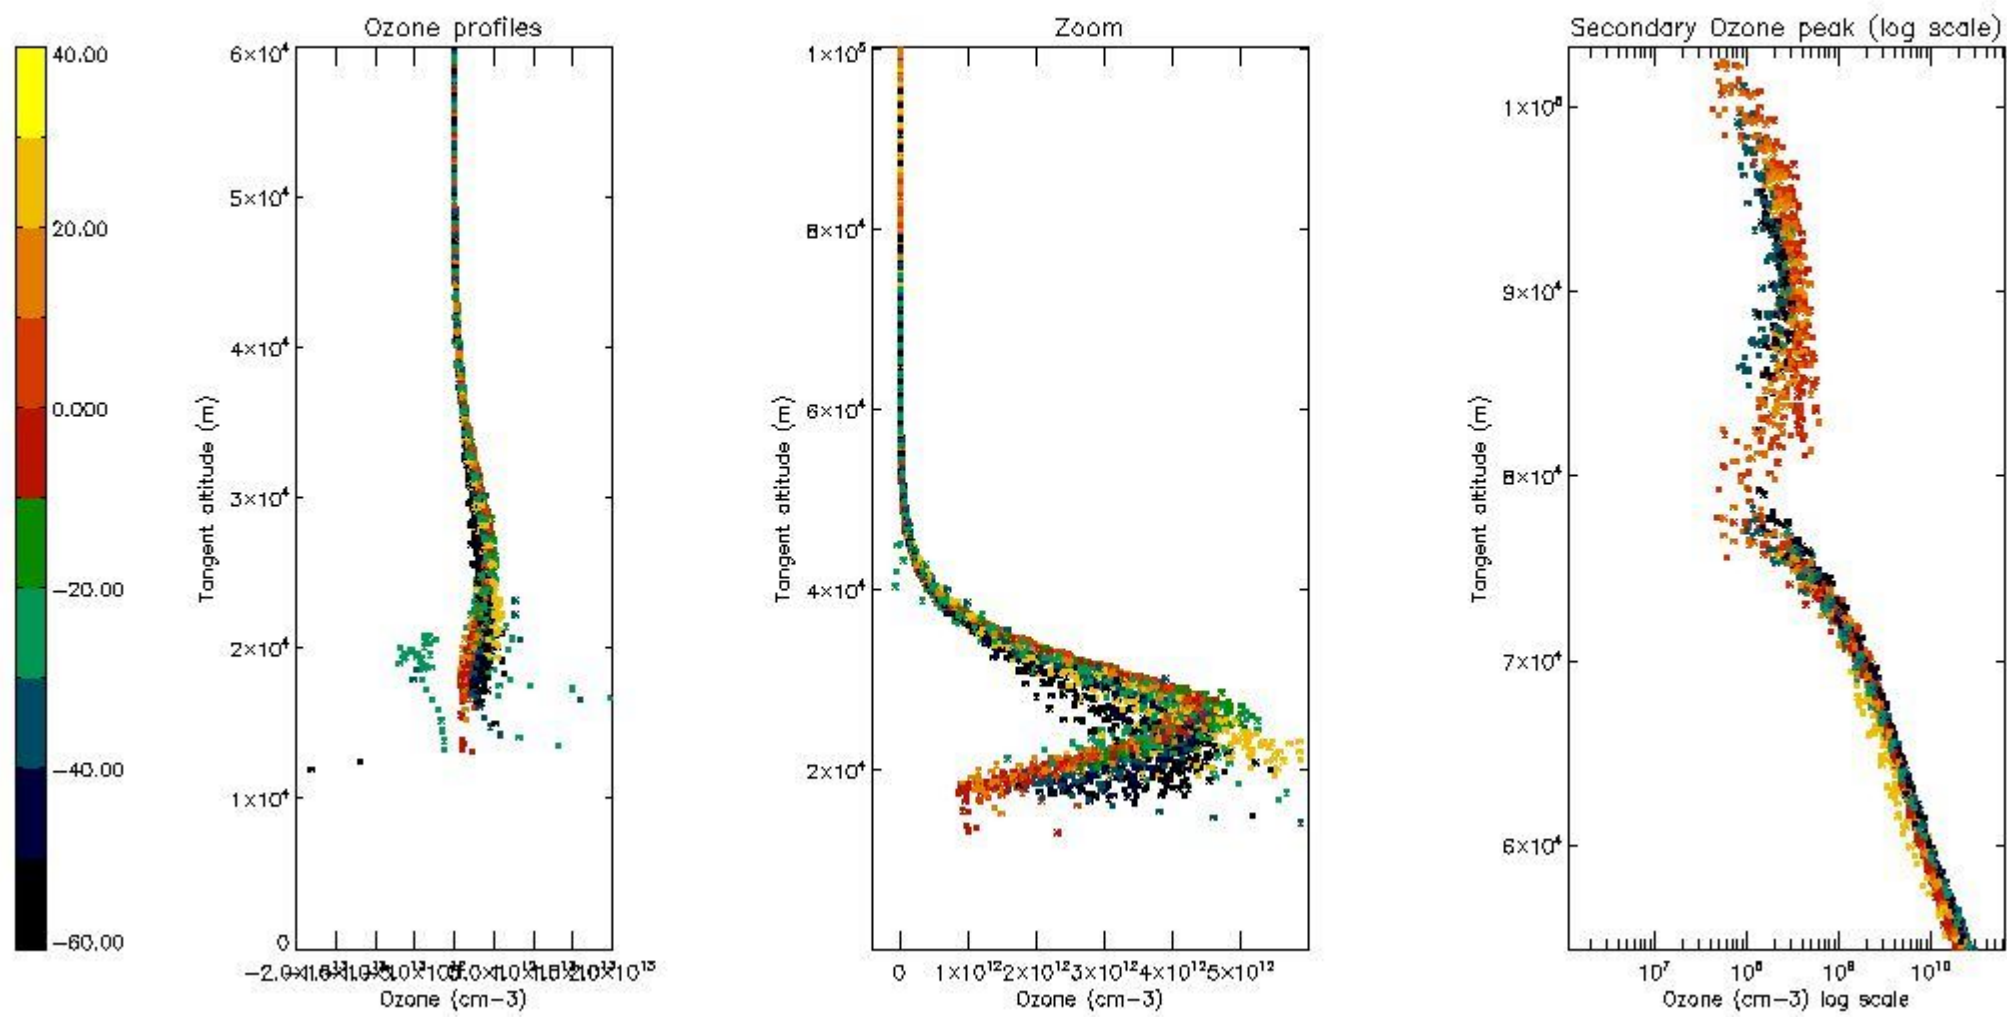 Ozone profiles
Zoom
Secondary Ozone peak (log scale)
40.00
20.00
0.000
−20.00
−40.00
−60.00
6×10⁴
5×10⁴
4×10⁴
3×10⁴
2×10⁴
1×10⁴
0
Tangent altitude (m)
Ozone (cm−3)
1×10⁵
8×10⁴
6×10⁴
4×10⁴
2×10⁴
Tangent altitude (m)
0 1×10¹² 2×10¹² 3×10¹² 4×10¹² 5×10¹²
Ozone (cm−3)
9×10⁴
8×10⁴
7×10⁴
6×10⁴
Tangent altitude (m)
10⁷ 10⁸ 10⁹ 10¹⁰
Ozone (cm−3) log scale